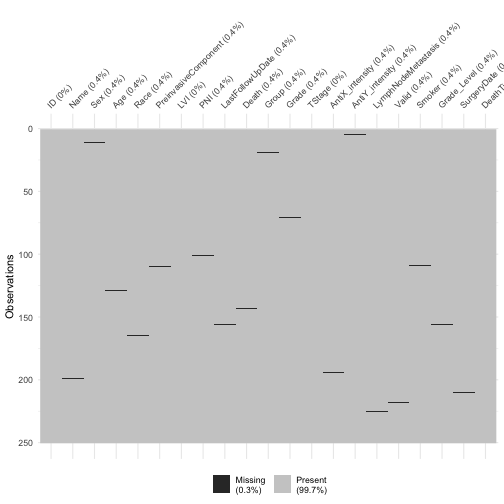 ID (0%)
Name (0.4%)
Sex (0.4%)
Age (0.4%)
Race (0.4%)
PreinvasiveComponent (0.4%)
LVI (0%)
PNI (0.4%)
LastFollowUpDate (0.4%)
Death (0.4%)
Group (0.4%)
Grade (0.4%)
TStage (0%)
AntiX_intensity (0.4%)
AntiY_intensity (0.4%)
LymphNodeMetastasis (0.4%)
Valid (0.4%)
Smoker (0.4%)
Grade_Level (0.4%)
SurgeryDate (0
DeathTi
0
50
100
150
200
250
Observations
Missing
(0.3%)
Present
(99.7%)